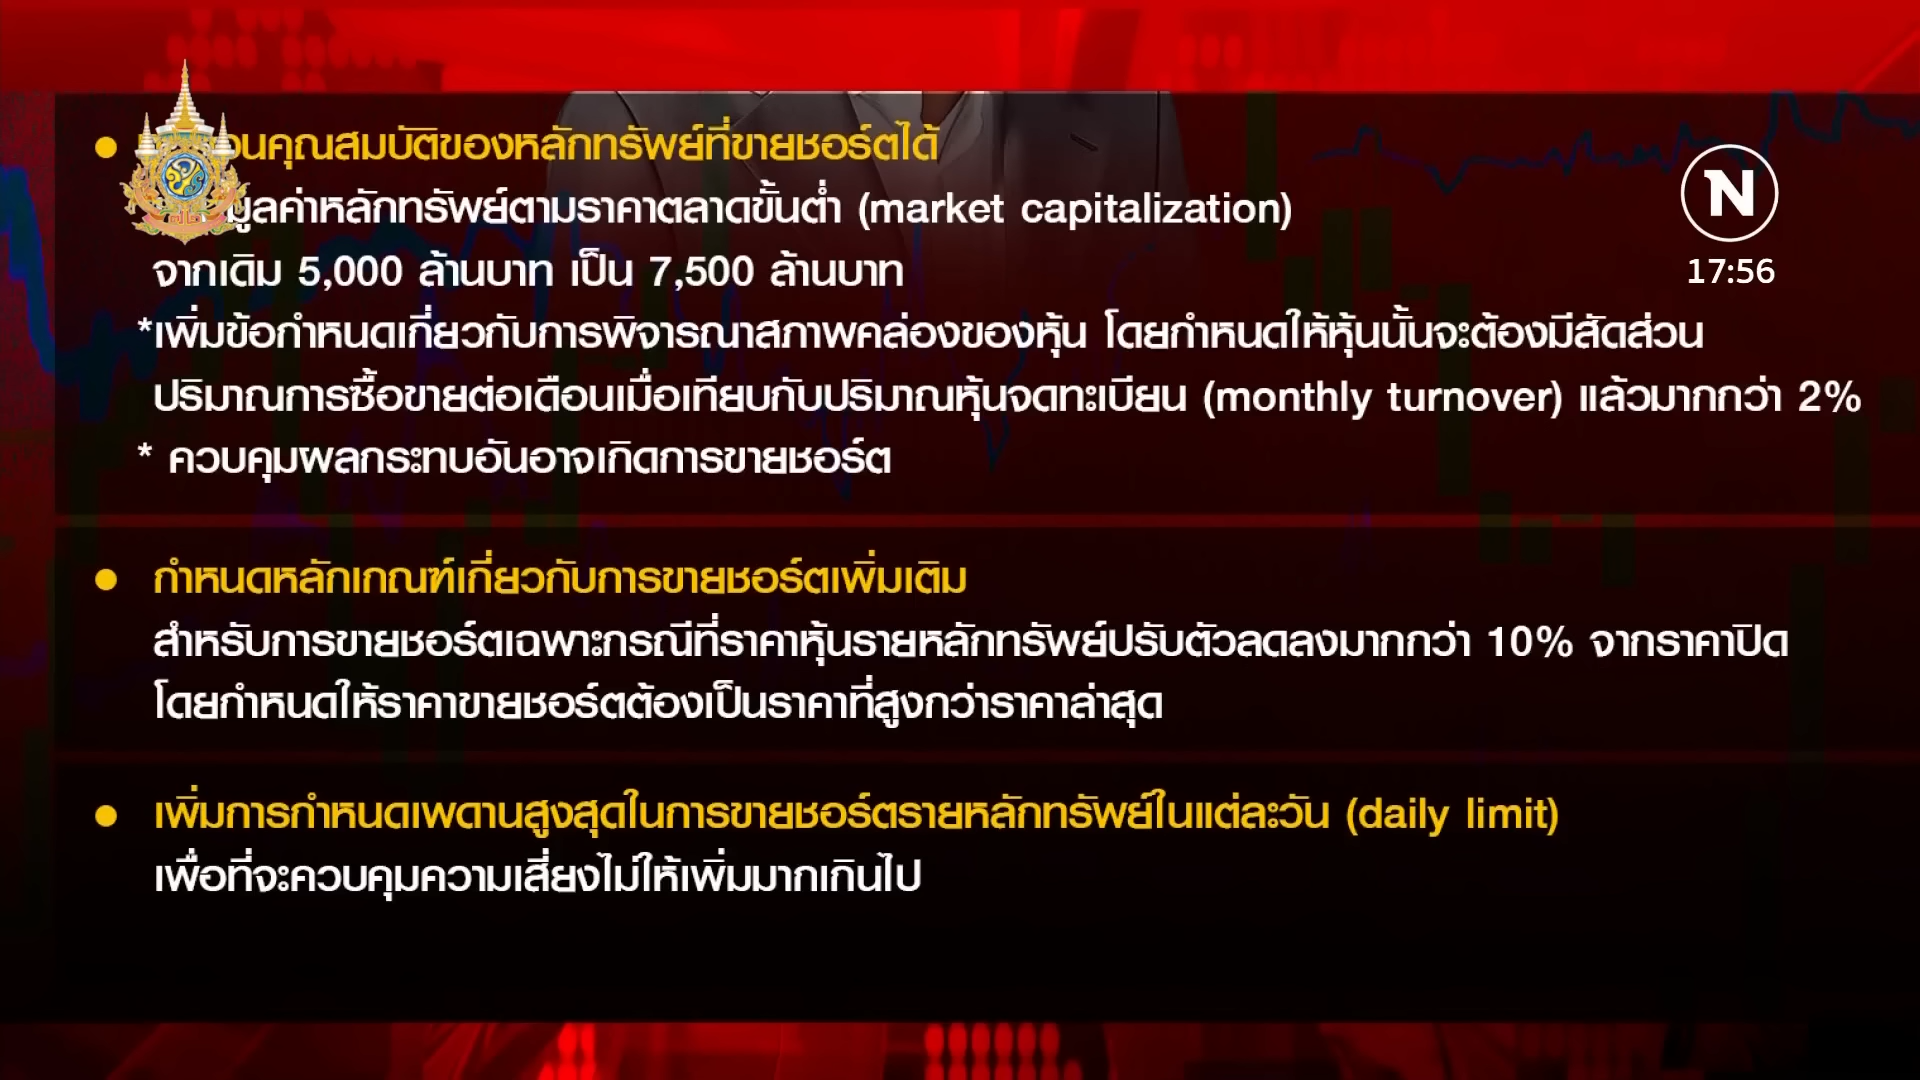 คุณสมบัติของหลักทรัพย์ที่ขายชอร์ตได้
มูลค่าหลักทรัพย์ตามราคาตลาดขั้นต่ำ (market capitalization)
จากเดิม 5,000 ล้านบาท เป็น 7,500 ล้านบาท
*เพิ่มข้อกำหนดเกี่ยวกับการพิจารณาสภาพคล่องของหุ้น โดยกำหนดให้หุ้นนั้นจะต้องมีสัดส่วน
ปริมาณการซื้อขายต่อเดือนเมื่อเทียบกับปริมาณหุ้นจดทะเบียน (monthly turnover) แล้วมากกว่า 2%
* ควบคุมผลกระทบอันอาจเกิดการขายชอร์ต
N
17:56
● กำหนดหลักเกณฑ์เกี่ยวกับการขายชอร์ตเพิ่มเติม
สำหรับการขายชอร์ตเฉพาะกรณีที่ราคาหุ้นรายหลักทรัพย์ปรับตัวลดลงมากกว่า 10% จากราคาปิด
โดยกำหนดให้ราคาขายชอร์ตต้องเป็นราคาที่สูงกว่าราคาล่าสุด
● เพิ่มการกำหนดเพดานสูงสุดในการขายชอร์ตรายหลักทรัพย์ในแต่ละวัน (daily limit)
เพื่อที่จะควบคุมความเสี่ยงไม่ให้เพิ่มมากเกินไป